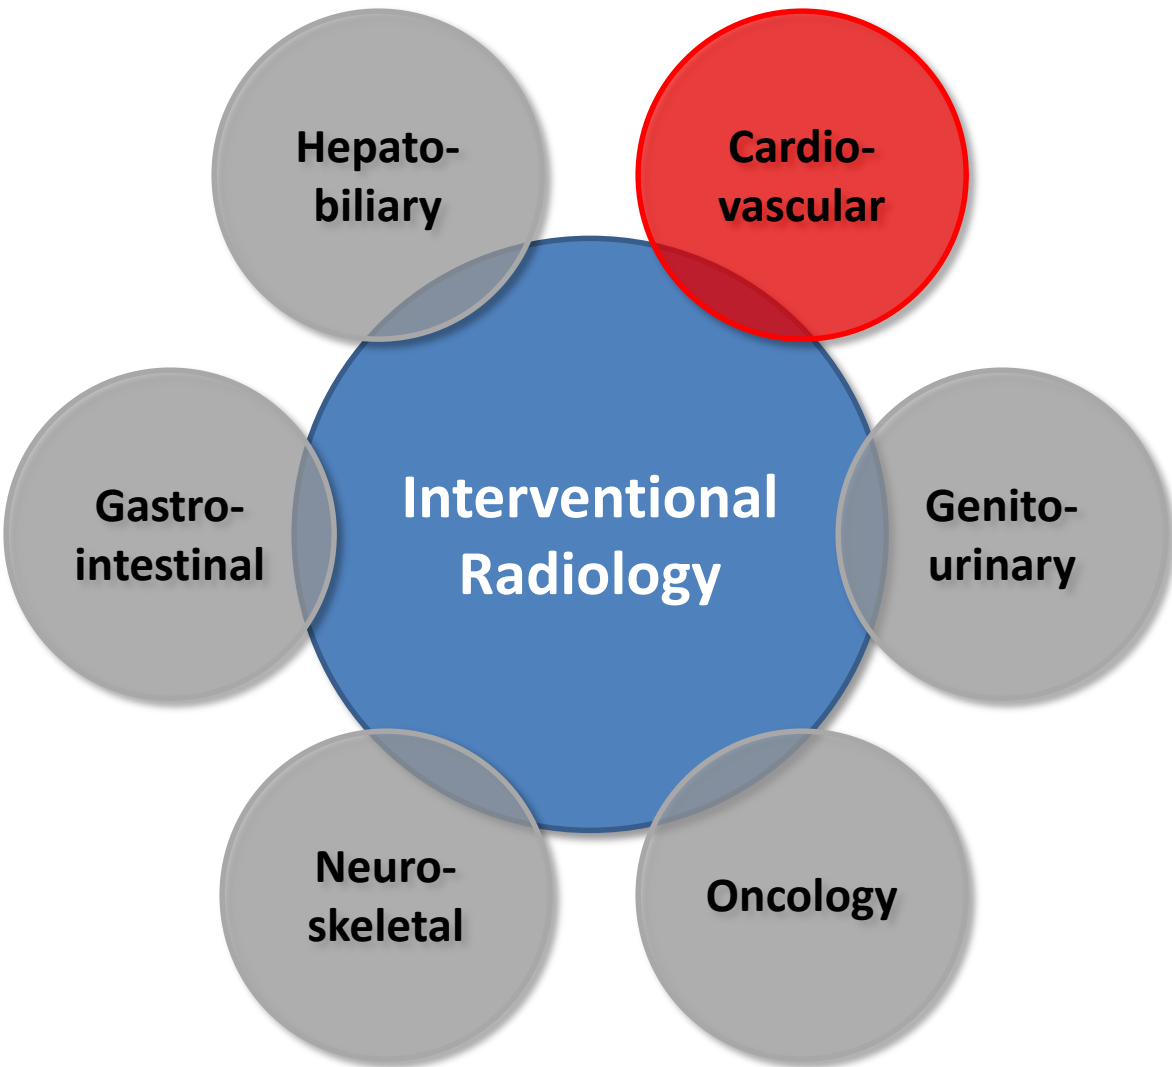 Hepato-
biliary
Cardio-
vascular
Gastro-
intestinal
Interventional
Radiology
Genito-
urinary
Neuro-
skeletal
Oncology